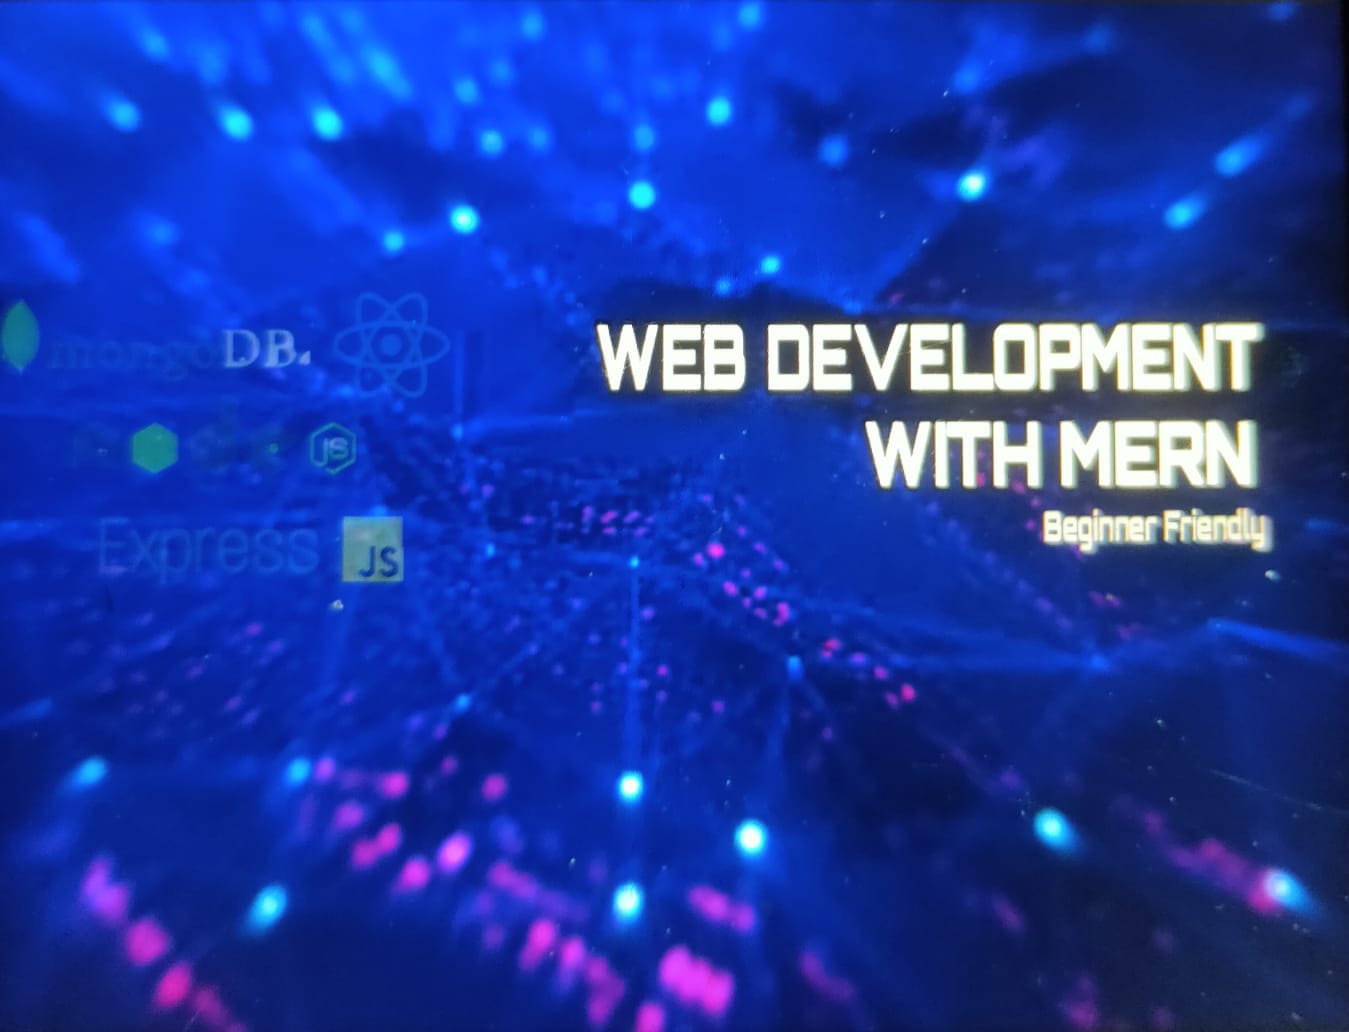 mongoDB.
WEB DEVELOPMENT
WITH MERN
Beginner Friendly
JS
Express
JS